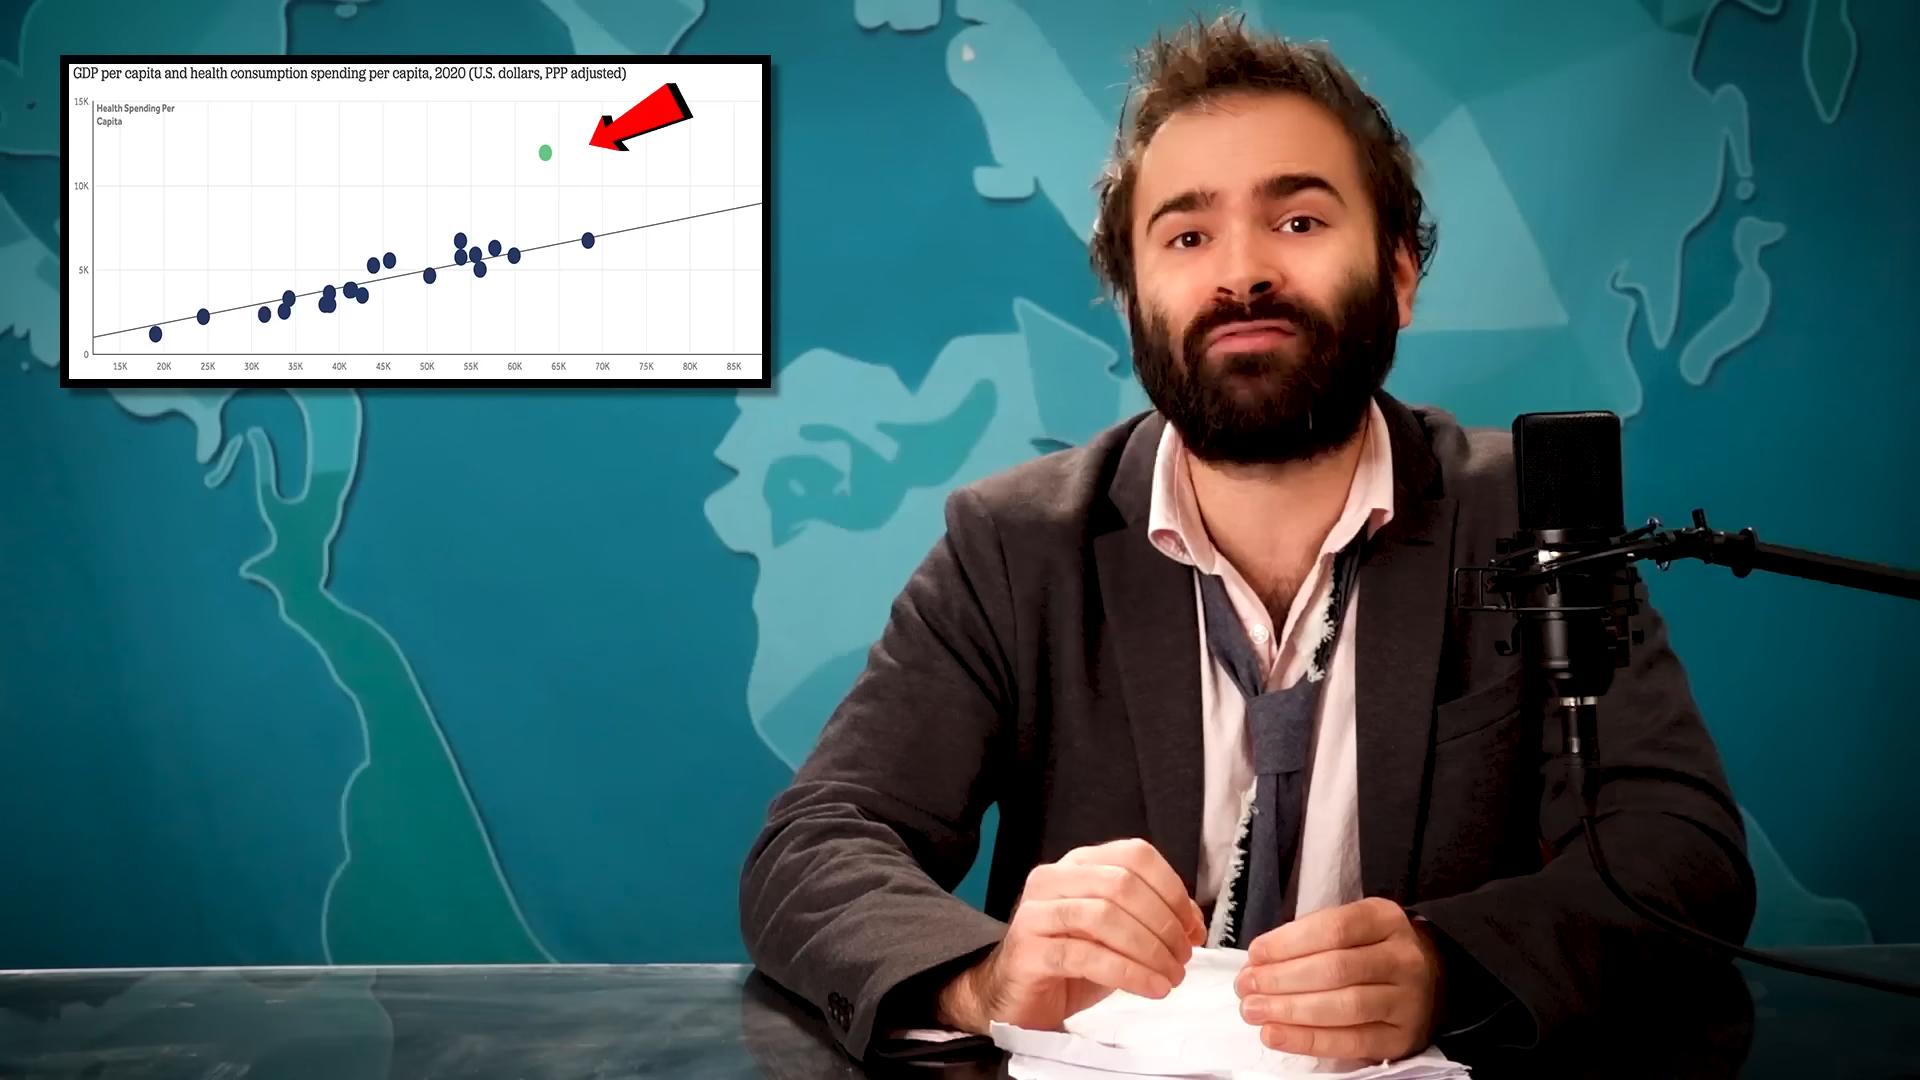 GDP per capita and health consumption spending per capita, 2020 (U.S. dollars, PPP adjusted)
15K
Health Spending Per
Capita
10K
5K
0
15K 20K 25K 30K 35K 40K 45K 50K 55K 60K 65K 70K 75K 80K 85K